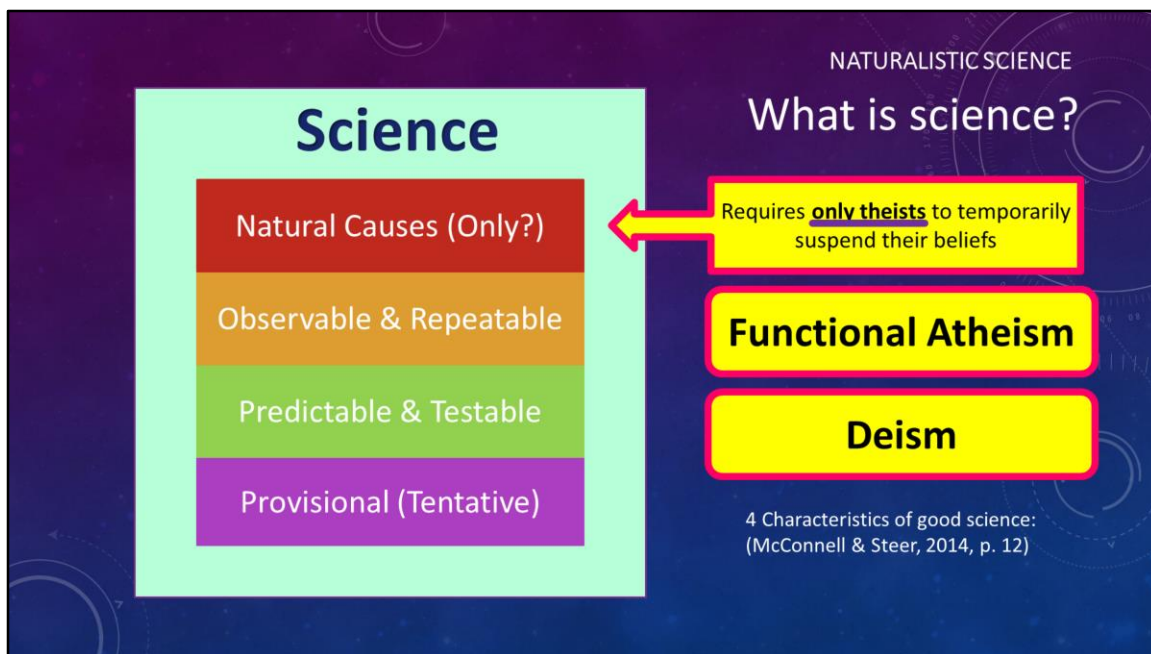 NATURALISTIC SCIENCE
What is science?
Science
Natural Causes (Only?)
Observable & Repeatable
Predictable & Testable
Provisional (Tentative)
Requires only theists to temporarily
suspend their beliefs
Functional Atheism
Deism
4 Characteristics of good science:
(McConnell & Steer, 2014, p. 12)